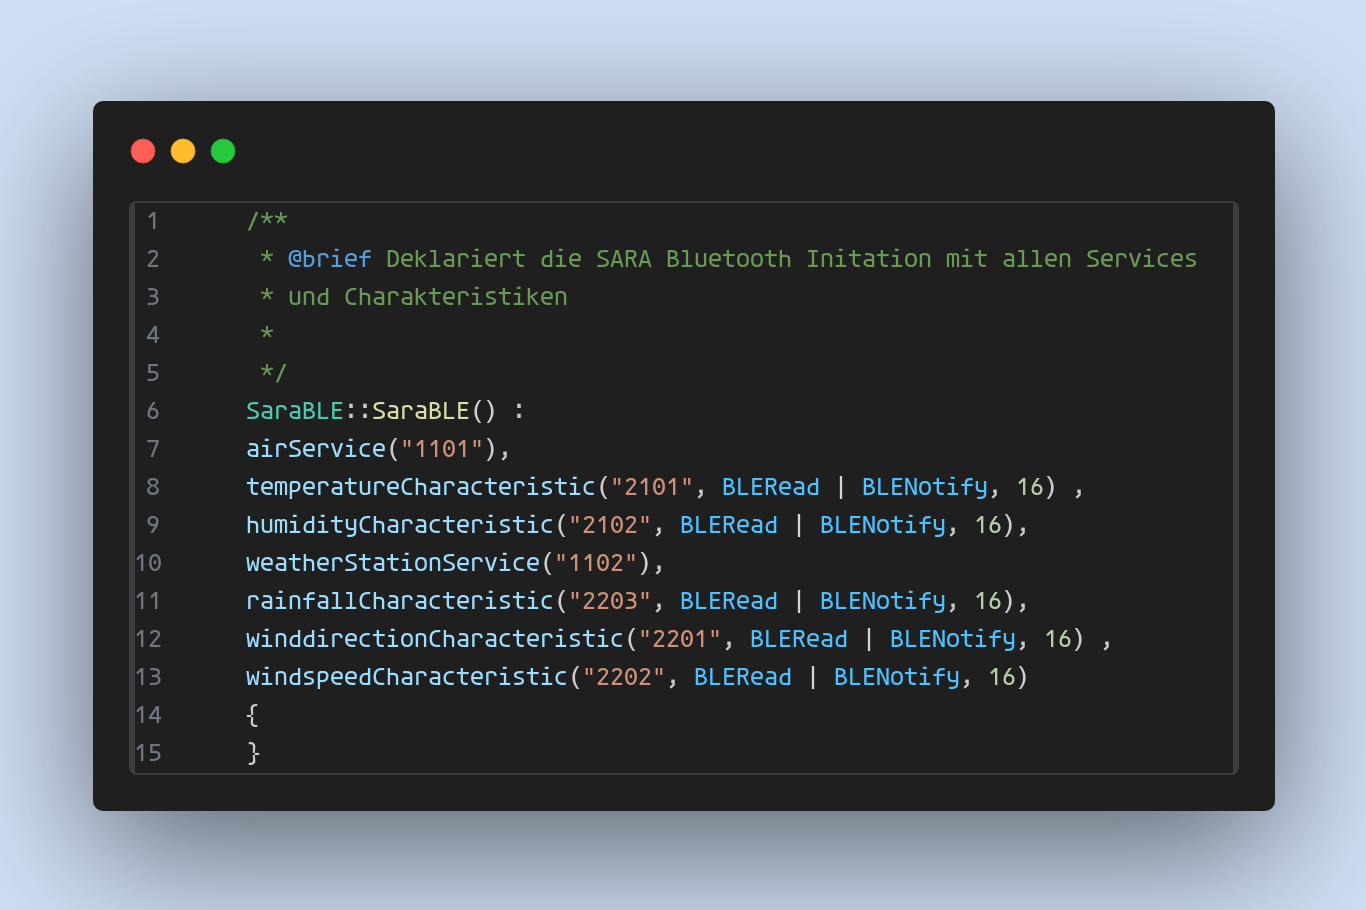 1 /**
2 * @brief Deklariert die SARA Bluetooth Initation mit allen Services
3 * und Charakteristiken
4 *
5 */
6 SaraBLE::SaraBLE() :
7 airService("1101"),
8 temperatureCharacteristic("2101", BLERead | BLENotify, 16) ,
9 humidityCharacteristic("2102", BLERead | BLENotify, 16),
10 weatherStationService("1102"),
11 rainfallCharacteristic("2203", BLERead | BLENotify, 16),
12 winddirectionCharacteristic("2201", BLERead | BLENotify, 16) ,
13 windspeedCharacteristic("2202", BLERead | BLENotify, 16)
14 {
15 }